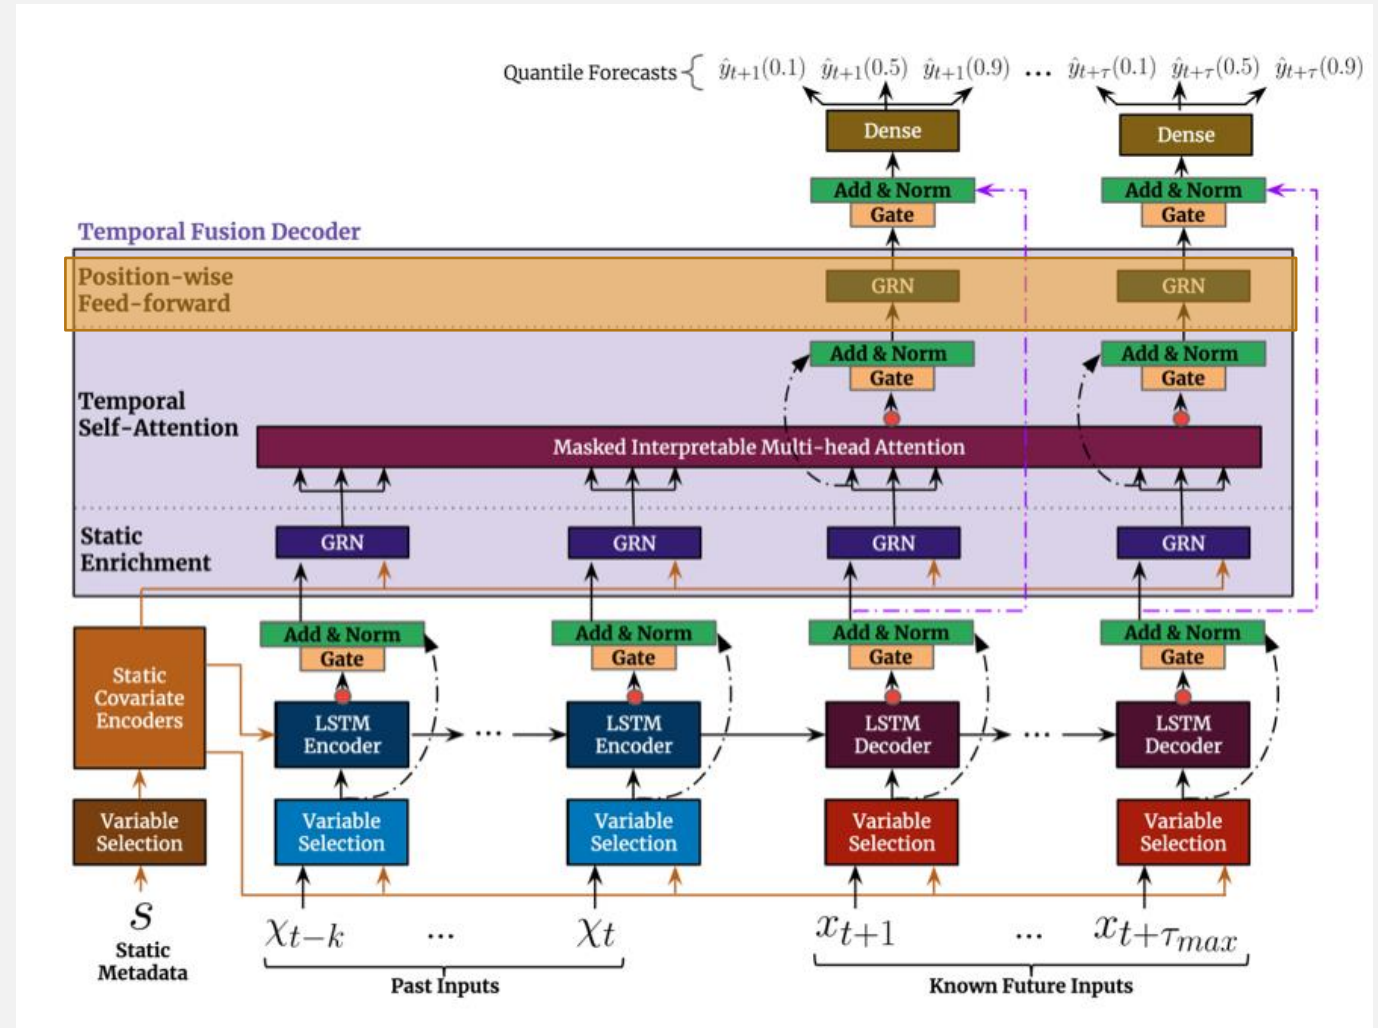 Quantile Forecasts { ŷt+1(0.1) ŷt+1(0.5) ŷt+1(0.9) ... ŷt+τ(0.1) ŷt+τ(0.5) ŷt+τ(0.9)
Dense Dense
Add & Norm Add & Norm
Gate Gate
Temporal Fusion Decoder
Position-wise
Feed-forward
GRN GRN
Add & Norm Add & Norm
Gate Gate
Temporal
Self-Attention
Masked Interpretable Multi-head Attention
Static
Enrichment
GRN GRN GRN GRN
Add & Norm Add & Norm Add & Norm Add & Norm
Gate Gate Gate Gate
Static
Covariate
Encoders
LSTM
Encoder
...
LSTM
Encoder
LSTM
Decoder
...
LSTM
Decoder
Variable
Selection
Variable
Selection
Variable
Selection
Variable
Selection
Variable
Selection
s
Static
Metadata
χt−k ... χt xt+1 ... xt+τmax
Past Inputs Known Future Inputs